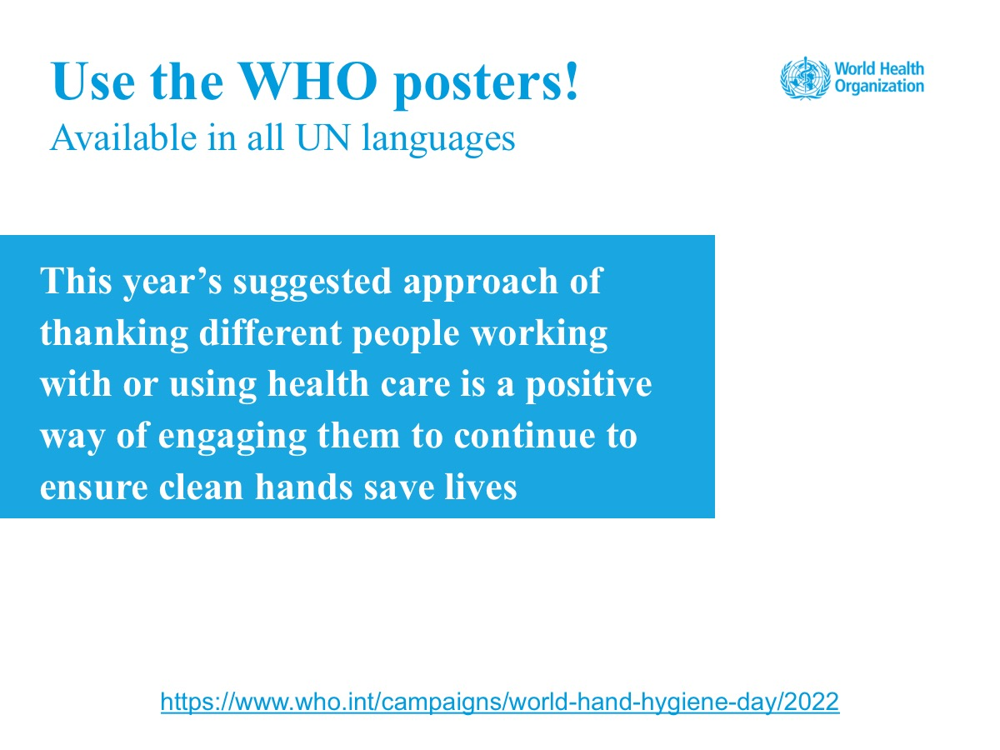 Use the WHO posters!
Available in all UN languages
World Health
Organization
This year’s suggested approach of
thanking different people working
with or using health care is a positive
way of engaging them to continue to
ensure clean hands save lives
https://www.who.int/campaigns/world-hand-hygiene-day/2022